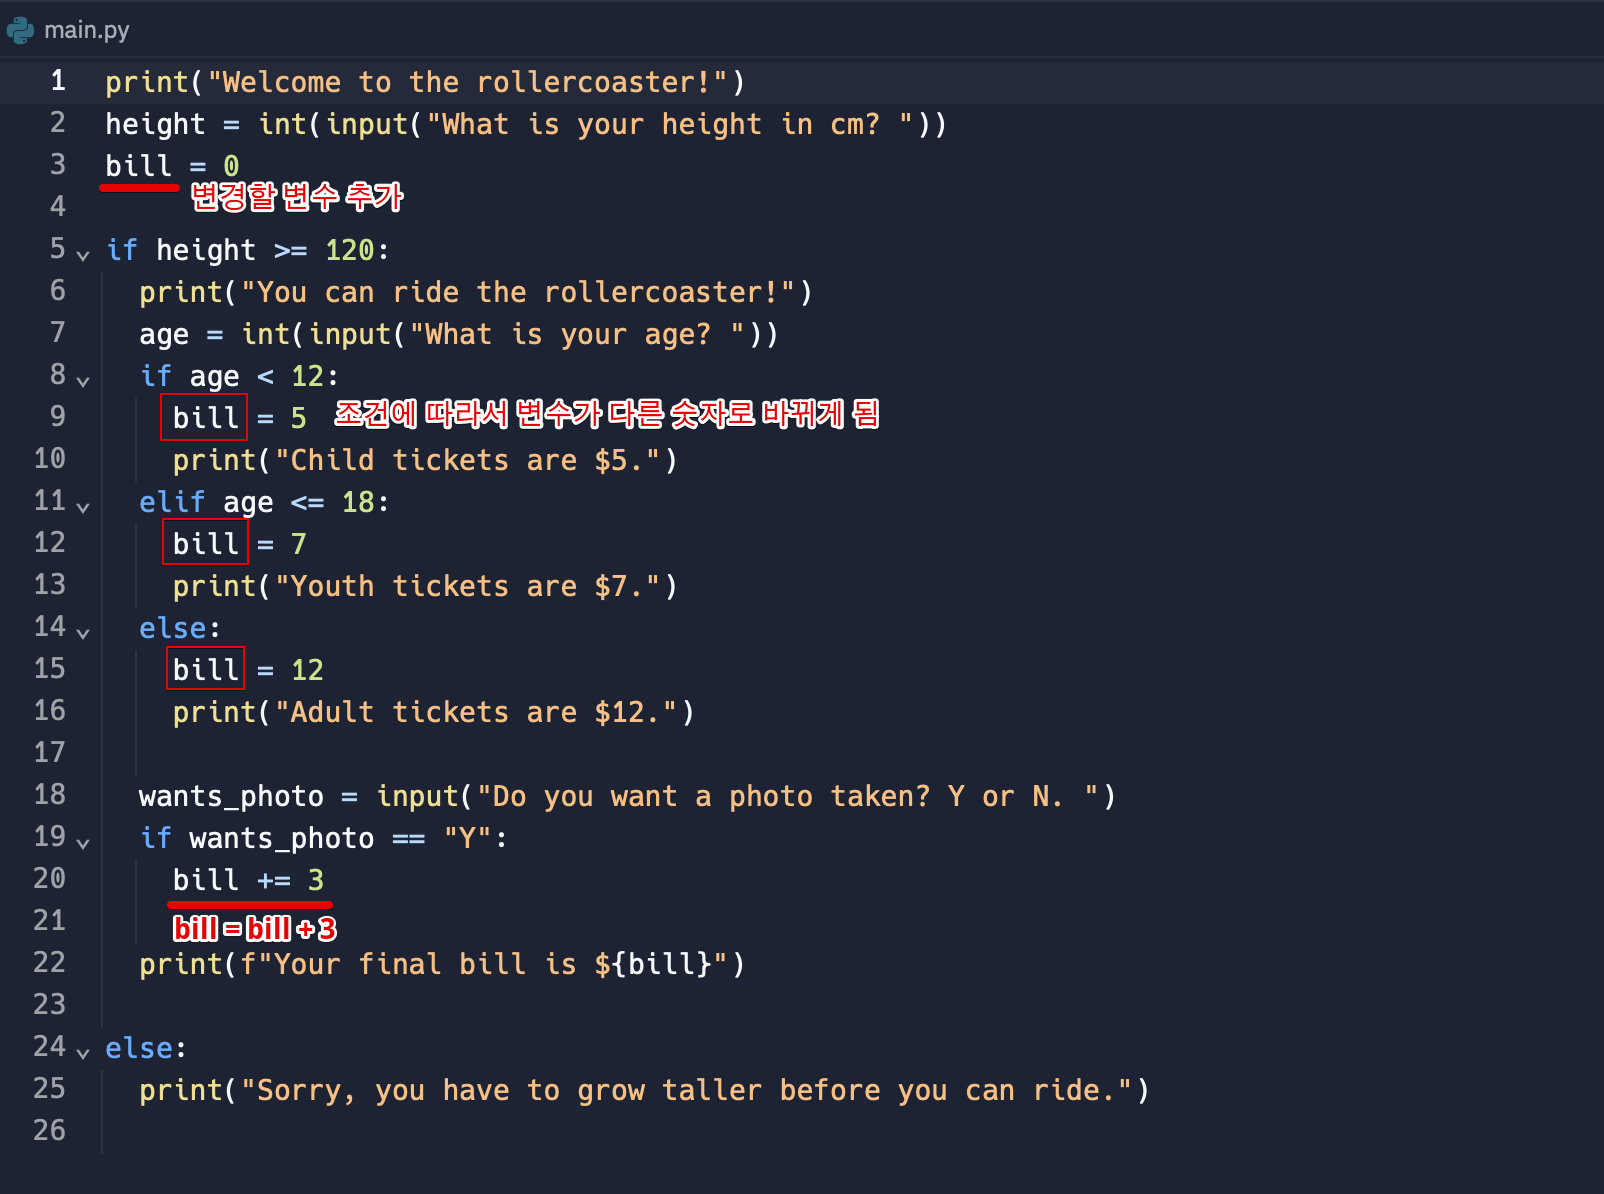 main.py
1 print("Welcome to the rollercoaster!")
2 height = int(input("What is your height in cm? "))
3 bill = 0
변경할 변수 추가
4
5 if height >= 120:
6 print("You can ride the rollercoaster!")
7 age = int(input("What is your age? "))
8 if age < 12:
9 bill = 5 조건에 따라서 변수가 다른 숫자로 바뀌게 됨
10 print("Child tickets are $5.")
11 elif age <= 18:
12 bill = 7
13 print("Youth tickets are $7.")
14 else:
15 bill = 12
16 print("Adult tickets are $12.")
17
18 wants_photo = input("Do you want a photo taken? Y or N. ")
19 if wants_photo == "Y":
20 bill += 3
21 bill = bill + 3
22 print(f"Your final bill is ${bill}")
23
24 else:
25 print("Sorry, you have to grow taller before you can ride.")
26